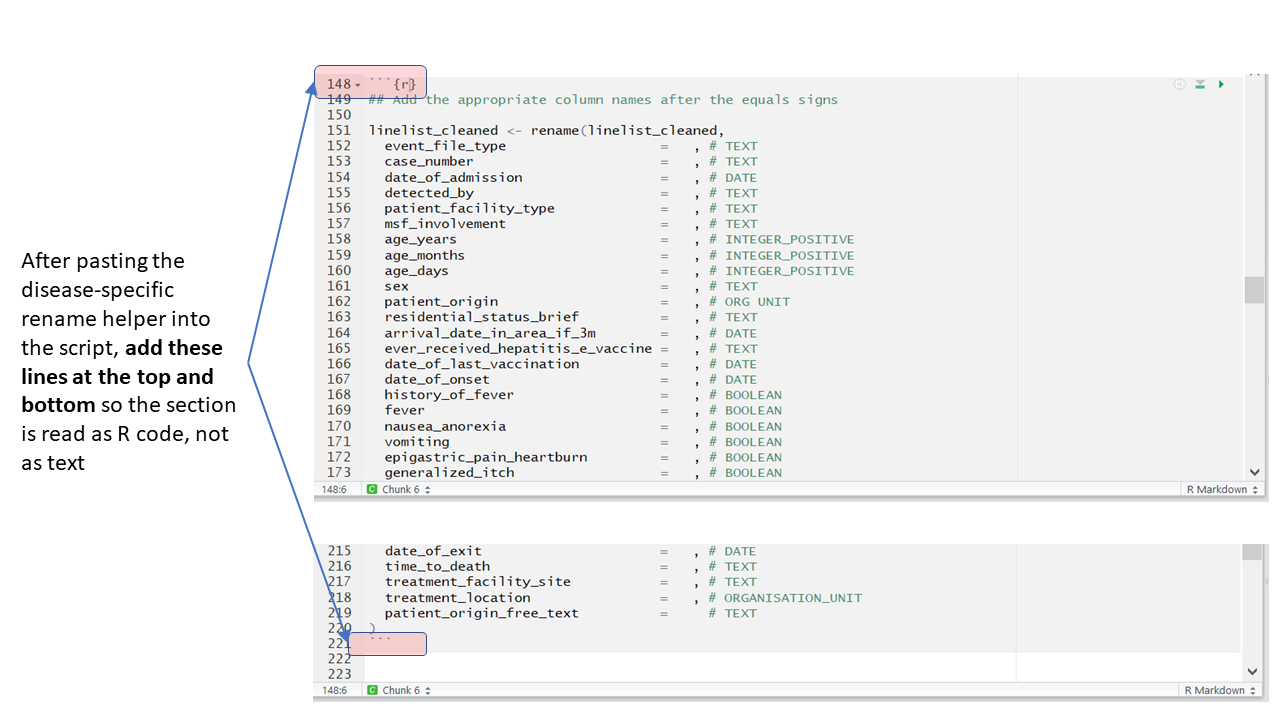 After pasting the
disease-specific
rename helper into
the script, add these
lines at the top and
bottom so the section
is read as R code, not
as text
148 ```{r}
149 ## Add the appropriate column names after the equals signs
150
151 linelist_cleaned <- rename(linelist_cleaned,
152 event_file_type = , # TEXT
153 case_number = , # TEXT
154 date_of_admission = , # DATE
155 detected_by = , # TEXT
156 patient_facility_type = , # TEXT
157 msf_involvement = , # TEXT
158 age_years = , # INTEGER_POSITIVE
159 age_months = , # INTEGER_POSITIVE
160 age_days = , # INTEGER_POSITIVE
161 sex = , # TEXT
162 patient_origin = , # ORG UNIT
163 residential_status_brief = , # TEXT
164 arrival_date_in_area_if_3m = , # DATE
165 ever_received_hepatitis_e_vaccine = , # TEXT
166 date_of_last_vaccination = , # DATE
167 date_of_onset = , # DATE
168 history_of_fever = , # BOOLEAN
169 fever = , # BOOLEAN
170 nausea_anorexia = , # BOOLEAN
171 vomiting = , # BOOLEAN
172 epigastric_pain_heartburn = , # BOOLEAN
173 generalized_itch = , # BOOLEAN
148:6 C Chunk 6 R Markdown
215 date_of_exit = , # DATE
216 time_to_death = , # TEXT
217 treatment_facility_site = , # TEXT
218 treatment_location = , # ORGANISATION_UNIT
219 patient_origin_free_text = # TEXT
220 )
221 ```
222
223
148:6 C Chunk 6 R Markdown